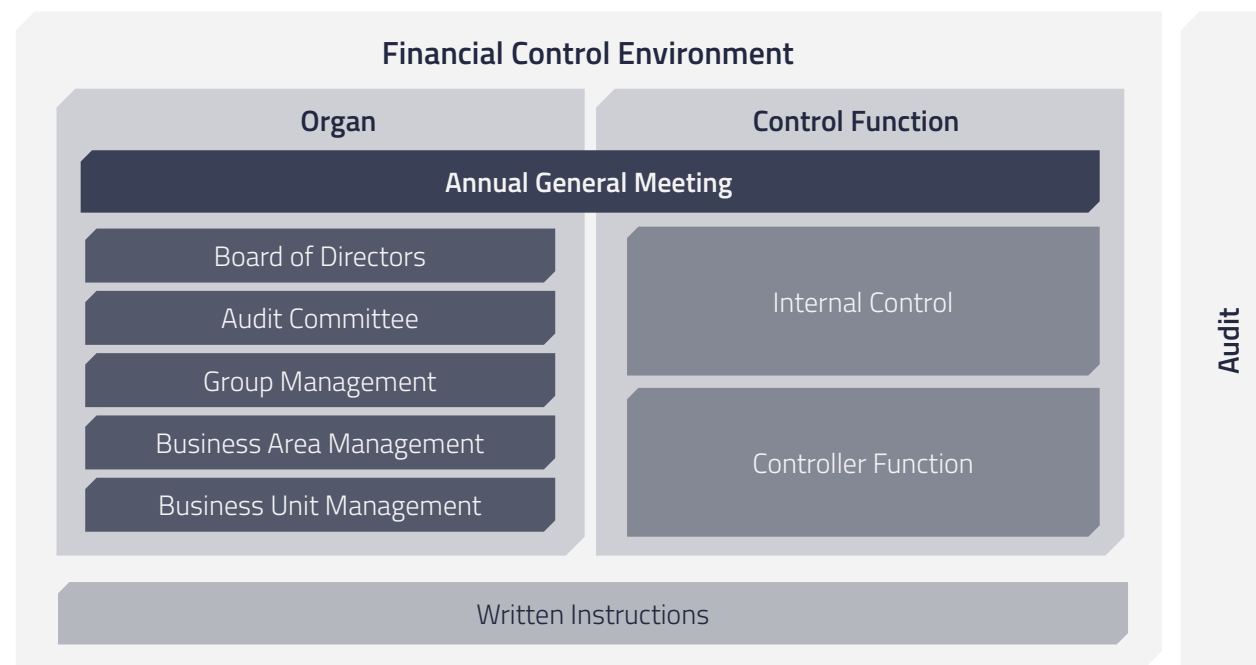 Financial Control Environment
Organ
Control Function
Annual General Meeting
Board of Directors
Audit Committee
Group Management
Business Area Management
Business Unit Management
Internal Control
Controller Function
Written Instructions
Audit